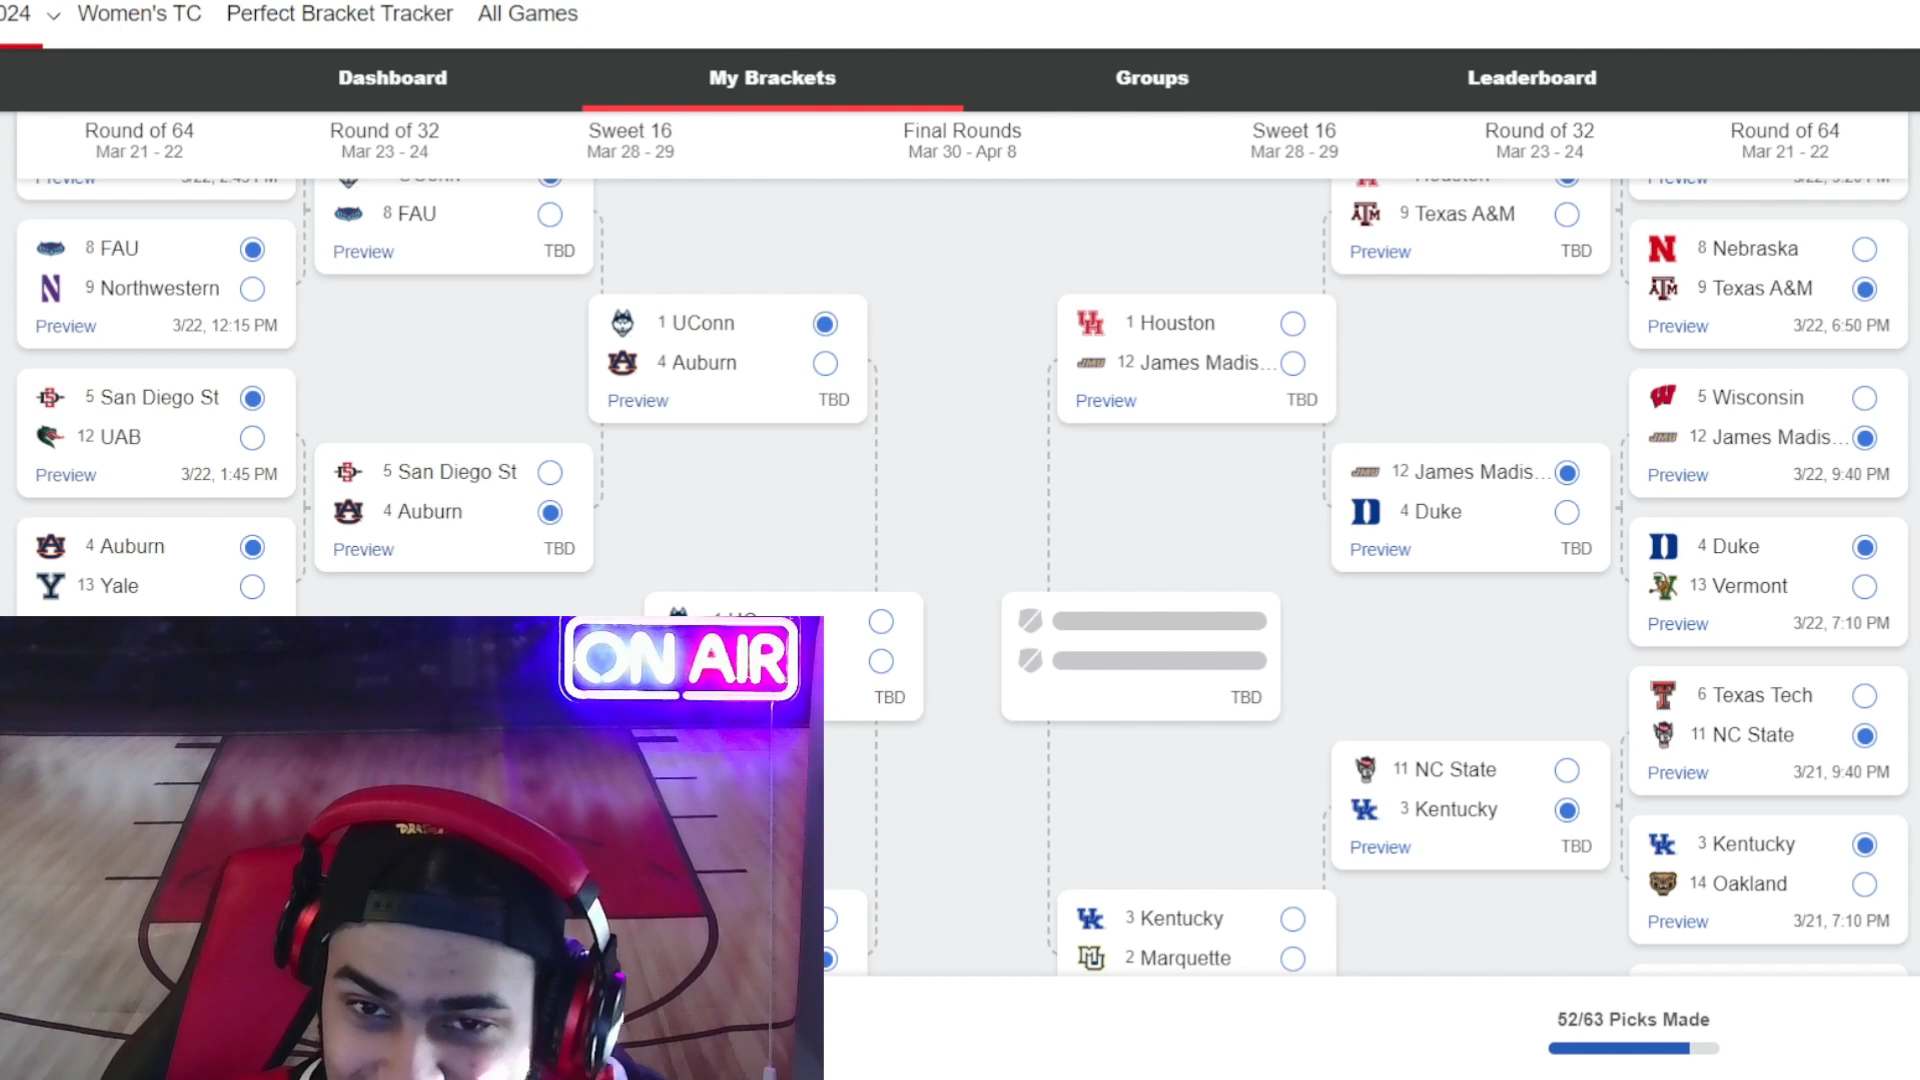 Women's TC Perfect Bracket Tracker All Games
Dashboard My Brackets Groups Leaderboard
Round of 64
Mar 21 - 22
Round of 32
Mar 23 - 24
Sweet 16
Mar 28 - 29
Final Rounds
Mar 30 - Apr 8
Sweet 16
Mar 28 - 29
Round of 32
Mar 23 - 24
Round of 64
Mar 21 - 22
8 FAU
9 Northwestern
Preview 3/22, 12:15 PM
5 San Diego St
12 UAB
Preview 3/22, 1:45 PM
4 Auburn
13 Yale
8 FAU
Preview TBD
5 San Diego St
4 Auburn
Preview TBD
1 UConn
4 Auburn
Preview TBD
TBD
TBD
1 Houston
12 James Madis...
Preview TBD
3 Kentucky
2 Marquette
9 Texas A&M
Preview TBD
12 James Madis...
4 Duke
Preview TBD
11 NC State
3 Kentucky
Preview TBD
8 Nebraska
9 Texas A&M
Preview 3/22, 6:50 PM
5 Wisconsin
12 James Madis...
Preview 3/22, 9:40 PM
4 Duke
13 Vermont
Preview 3/22, 7:10 PM
6 Texas Tech
11 NC State
Preview 3/21, 9:40 PM
3 Kentucky
14 Oakland
Preview 3/21, 7:10 PM
ON AIR
52/63 Picks Made